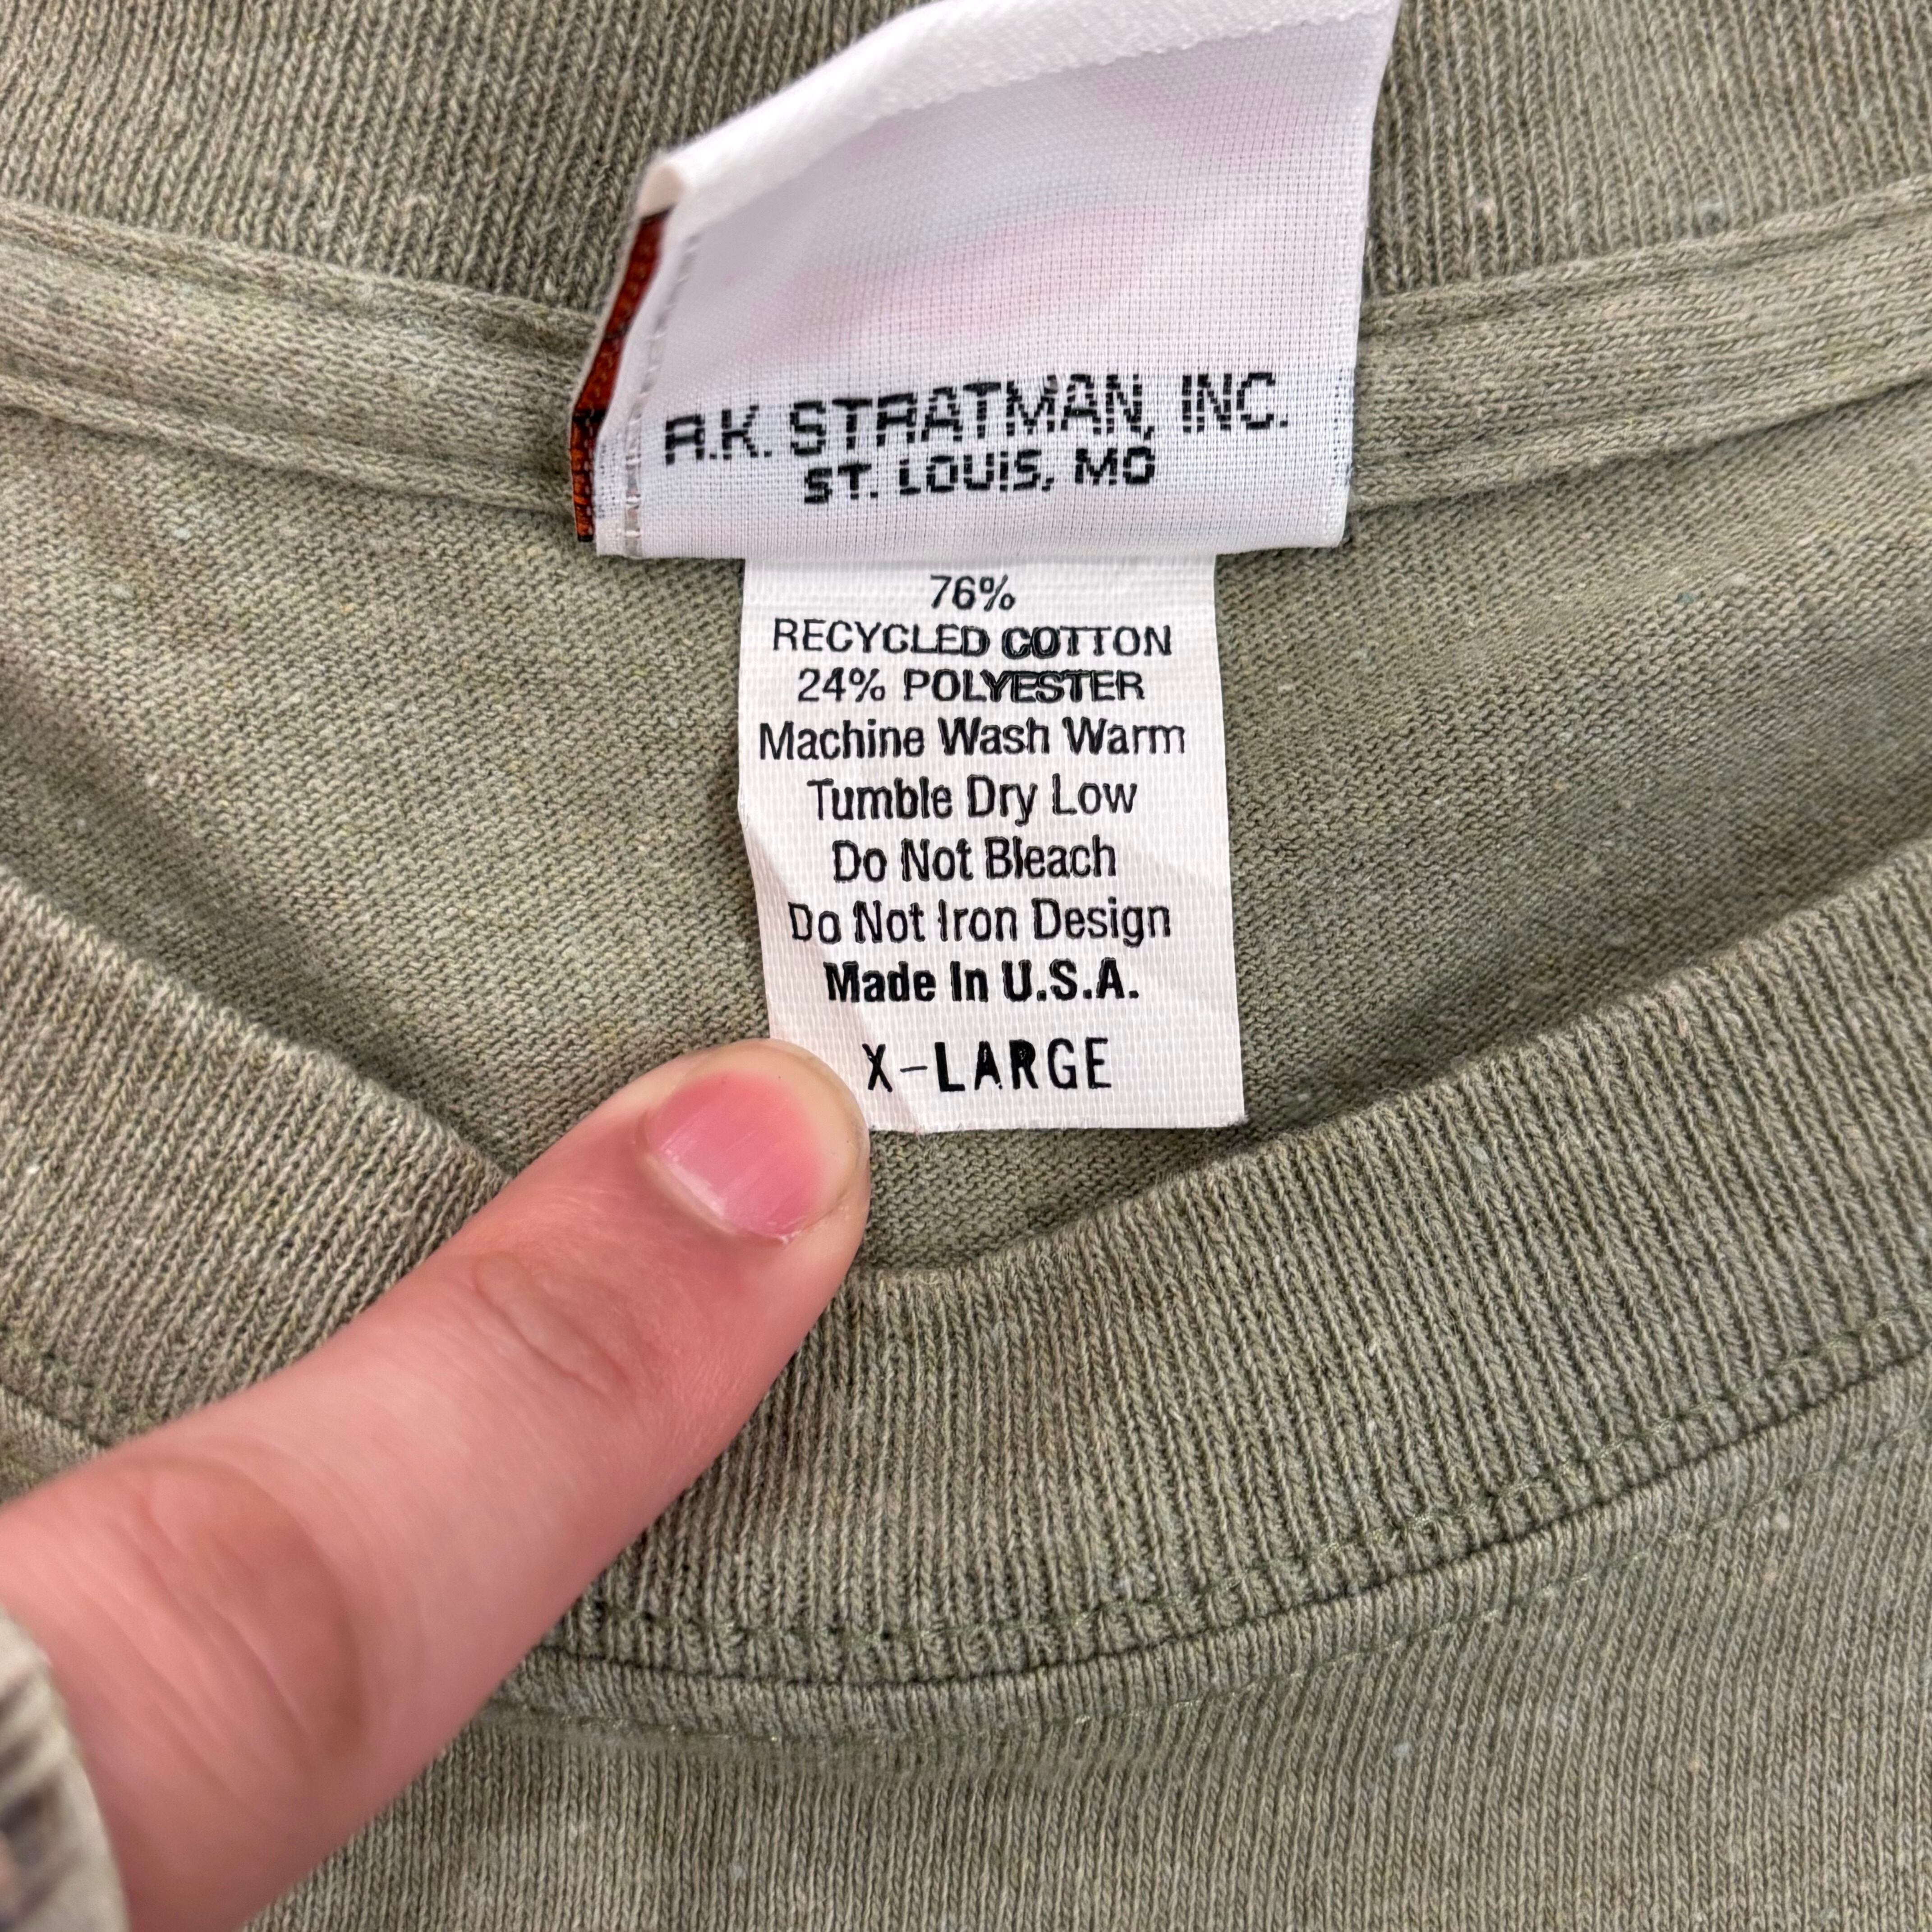 R.K. STRATMAN, INC.
ST. LOUIS, MO
76%
RECYCLED COTTON
24% POLYESTER
Machine Wash Warm
Tumble Dry Low
Do Not Bleach
Do Not Iron Design
Made In U.S.A.
X-LARGE